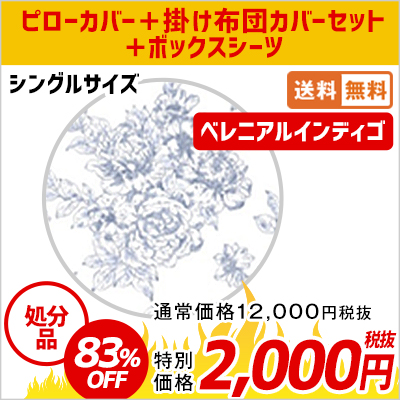 ピローカバー＋掛け布団カバーセット
＋ボックスシーツ
シングルサイズ
送料無料
ベレニアルインディゴ
通常価格12,000円税抜
処分
品
83%
OFF
特別
価格
2,000円
税抜